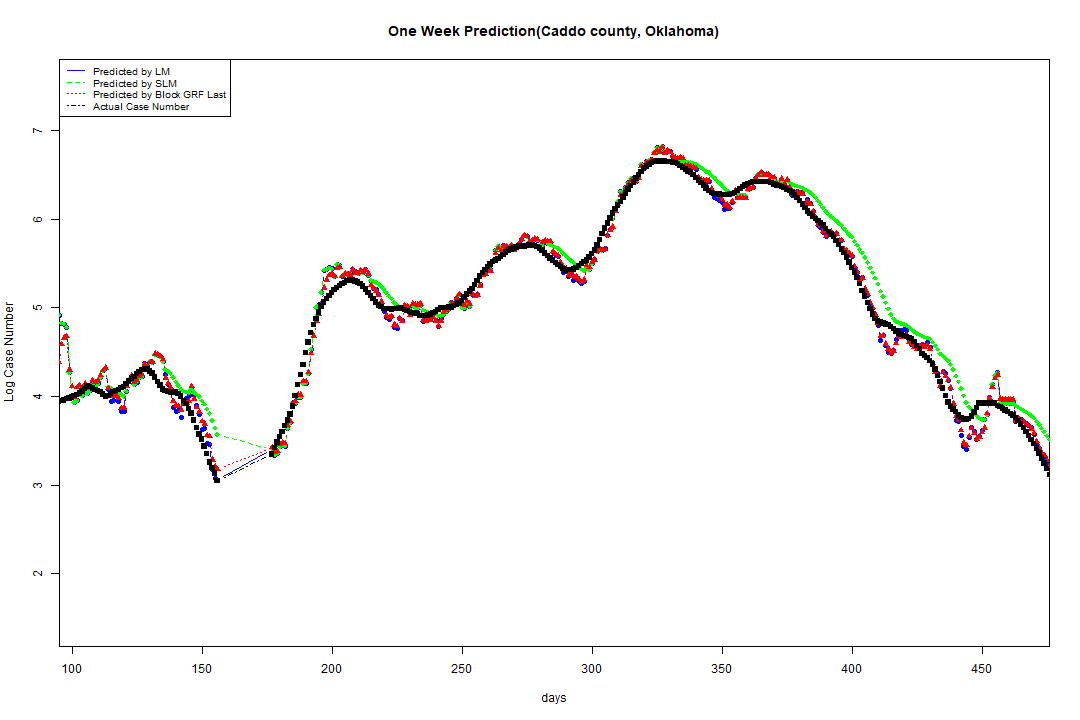 One Week Prediction(Caddo county, Oklahoma)
Predicted by LM
Predicted by SLM
Predicted by Block GRF Last
Actual Case Number
7
6
5
4
3
2
Log Case Number
100 150 200 250 300 350 400 450
days